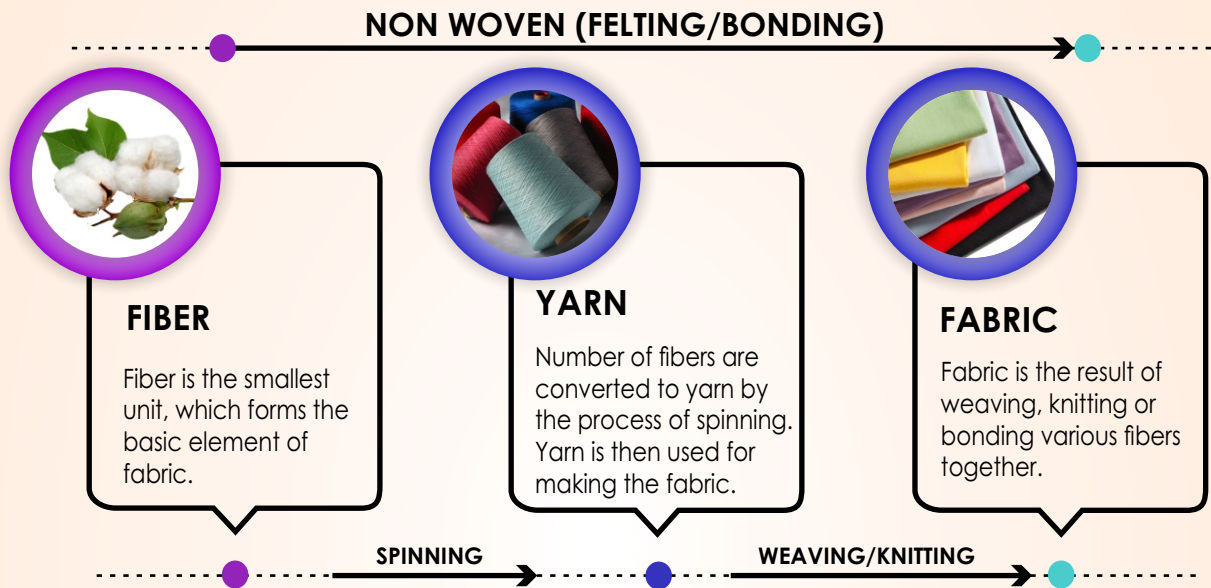 NON WOVEN (FELTING/BONDING)
FIBER
Fiber is the smallest
unit, which forms the
basic element of
fabric.
YARN
Number of fibers are
converted to yarn by
the process of spinning.
Yarn is then used for
making the fabric.
FABRIC
Fabric is the result of
weaving, knitting or
bonding various fibers
together.
SPINNING
WEAVING/KNITTING